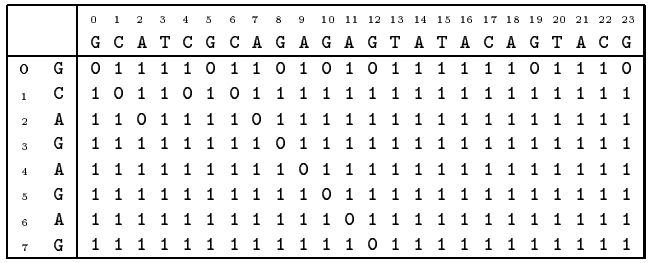 0 1 2 3 4 5 6 7 8 9 10 11 12 13 14 15 16 17 18 19 20 21 22 23
G C A T C G C A G A G A G T A T A C A G T A C G
0 G 0 1 1 1 1 0 1 1 0 1 0 1 0 1 1 1 1 1 1 0 1 1 1 0
1 C 1 0 1 1 0 1 0 1 1 1 1 1 1 1 1 1 1 1 1 1 1 1 1 1
2 A 1 1 0 1 1 1 1 0 1 1 1 1 1 1 1 1 1 1 1 1 1 1 1 1
3 G 1 1 1 1 1 1 1 1 0 1 1 1 1 1 1 1 1 1 1 1 1 1 1 1
4 A 1 1 1 1 1 1 1 1 1 0 1 1 1 1 1 1 1 1 1 1 1 1 1 1
5 G 1 1 1 1 1 1 1 1 1 1 0 1 1 1 1 1 1 1 1 1 1 1 1 1
6 A 1 1 1 1 1 1 1 1 1 1 1 0 1 1 1 1 1 1 1 1 1 1 1 1
7 G 1 1 1 1 1 1 1 1 1 1 1 1 0 1 1 1 1 1 1 1 1 1 1 1